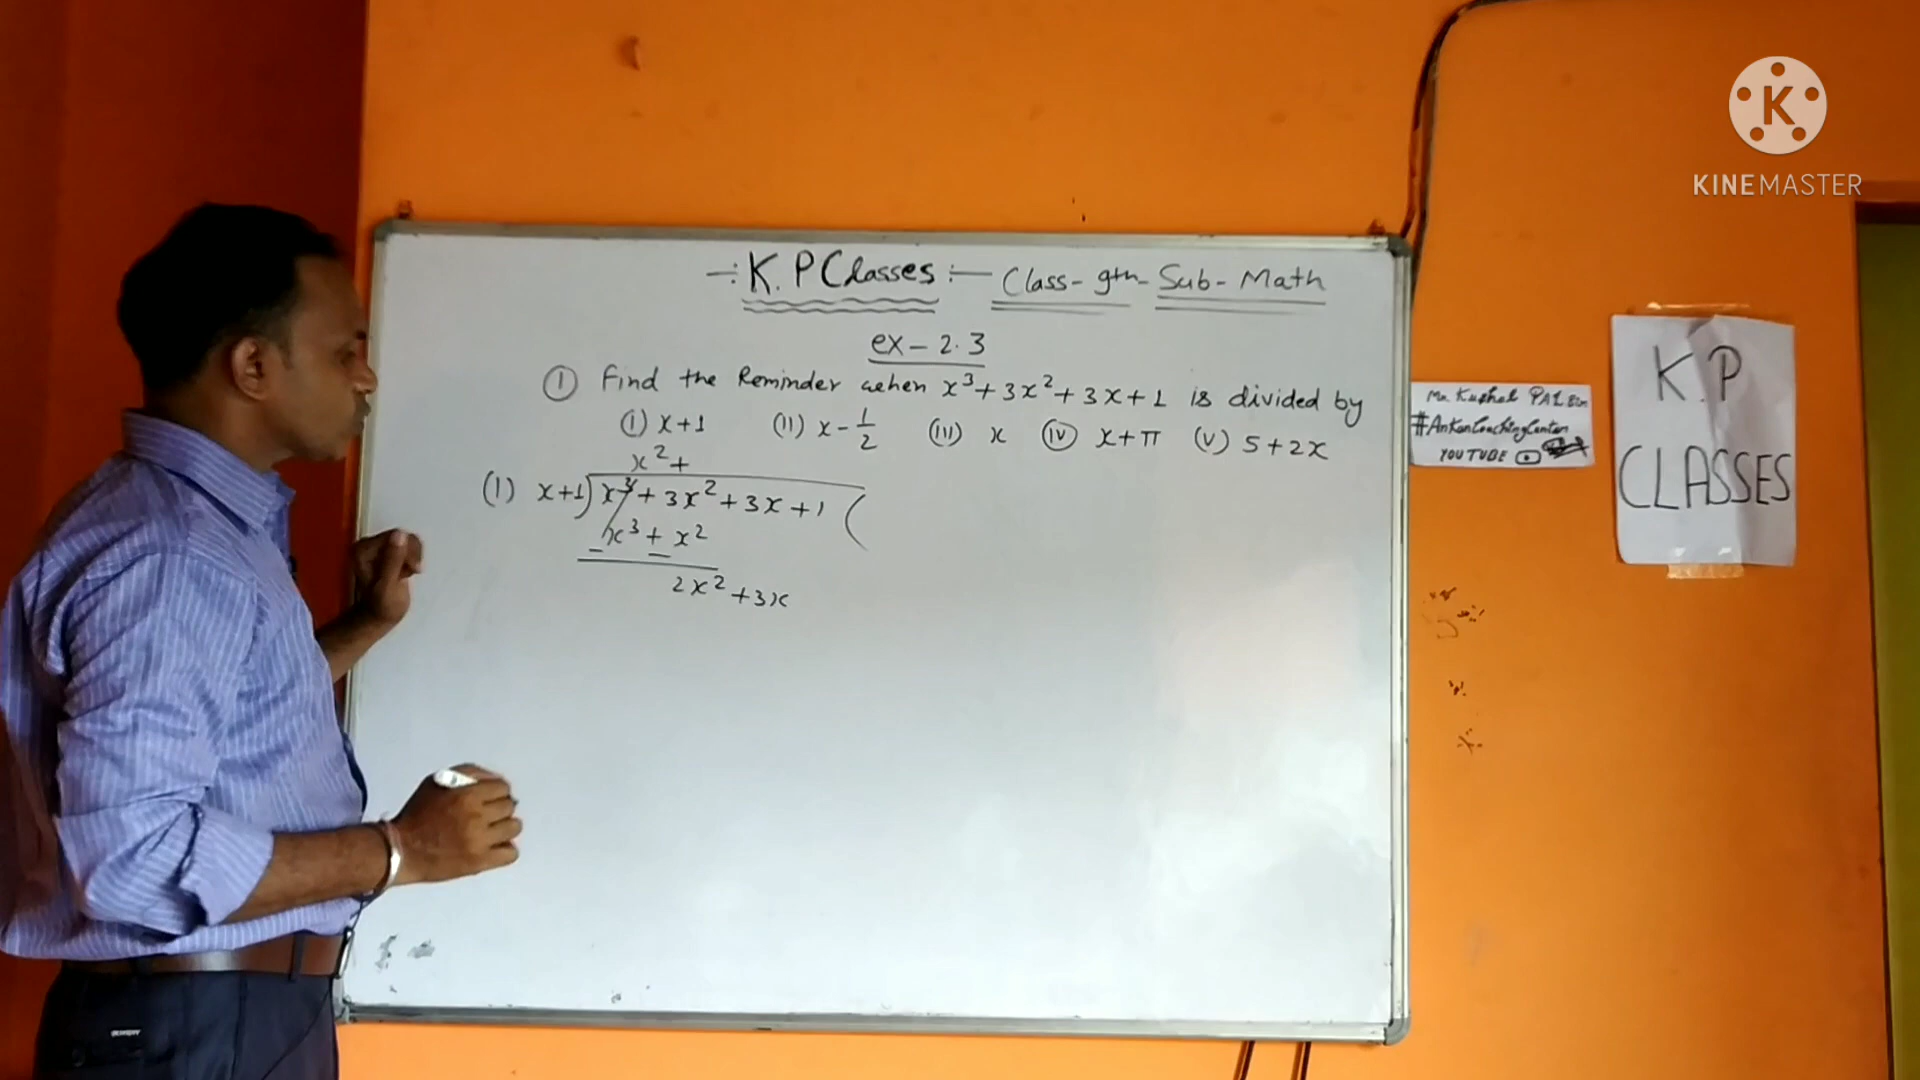 KINEMASTER
÷ K.P Classes :— Class- 9th- Sub- Math
ex - 2.3
① Find the Reminder when x³+3x²+3x+1 is divided by
(i) x+1 (ii) x-1/2 (iii) x (iv) x+π (v) 5+2x
x²+
(1) x+1)x³+3x²+3x+1(
x³+x²
– –
2x²+3x
Mr. Kushal PAL
#AnkanCoachingCenter
YOUTUBE
K.P
CLASSES